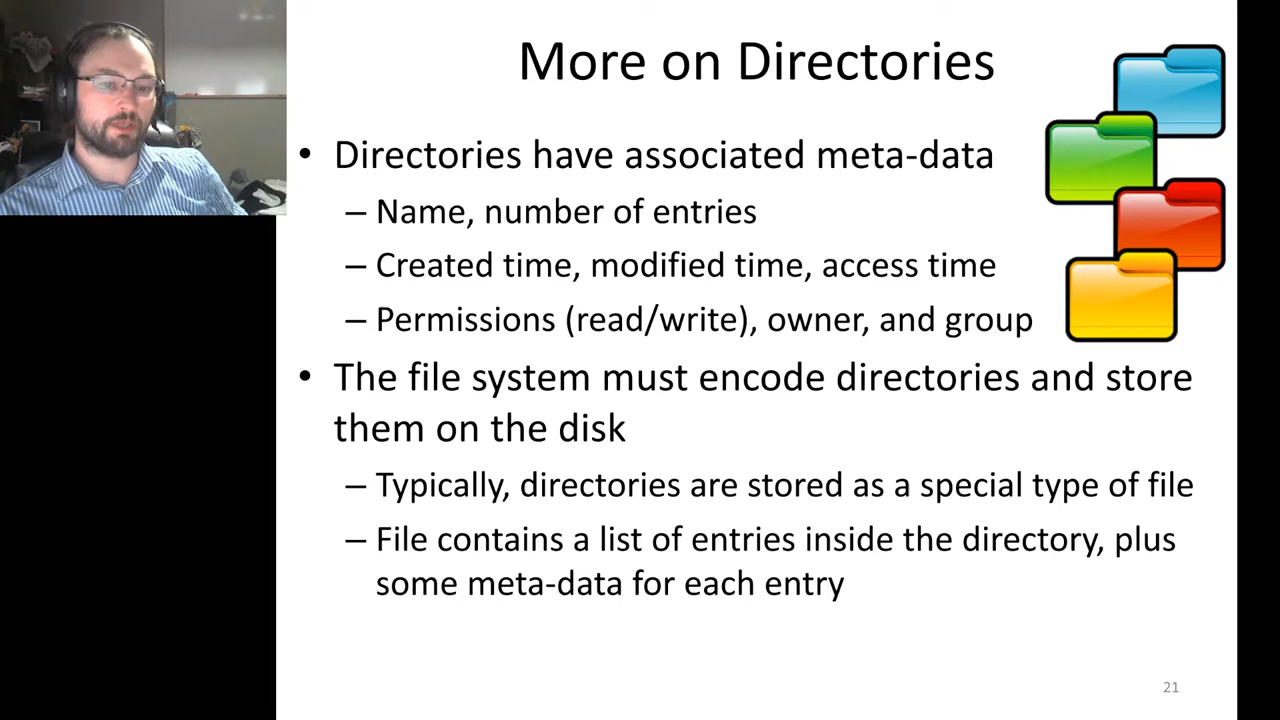 More on Directories
• Directories have associated meta-data
– Name, number of entries
– Created time, modified time, access time
– Permissions (read/write), owner, and group
• The file system must encode directories and store
them on the disk
– Typically, directories are stored as a special type of file
– File contains a list of entries inside the directory, plus
some meta-data for each entry
21